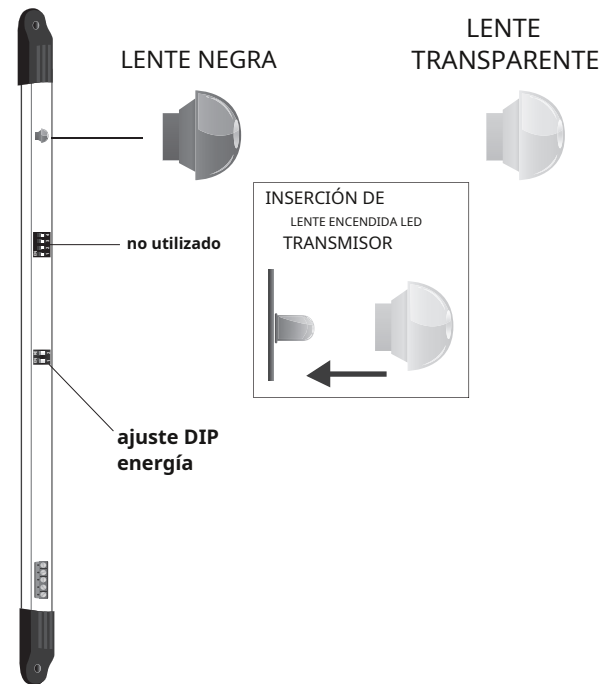 LENTE NEGRA
LENTE
TRANSPARENTE
INSERCIÓN DE
LENTE ENCENDIDA LED
TRANSMISOR
no utilizado
ajuste DIP
energía